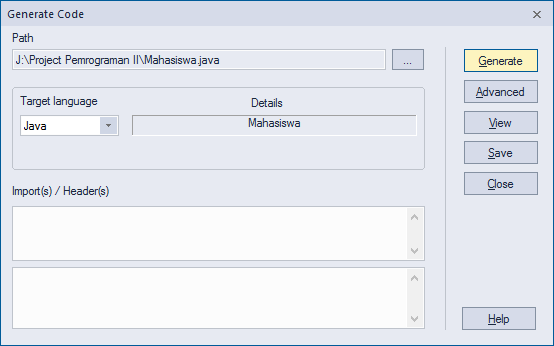 Generate Code
Path
J:\Project Pemrograman II\Mahasiswa.java
...
Generate
Target language
Details
Advanced
Java
Mahasiswa
View
Save
Import(s) / Header(s)
Close
Help